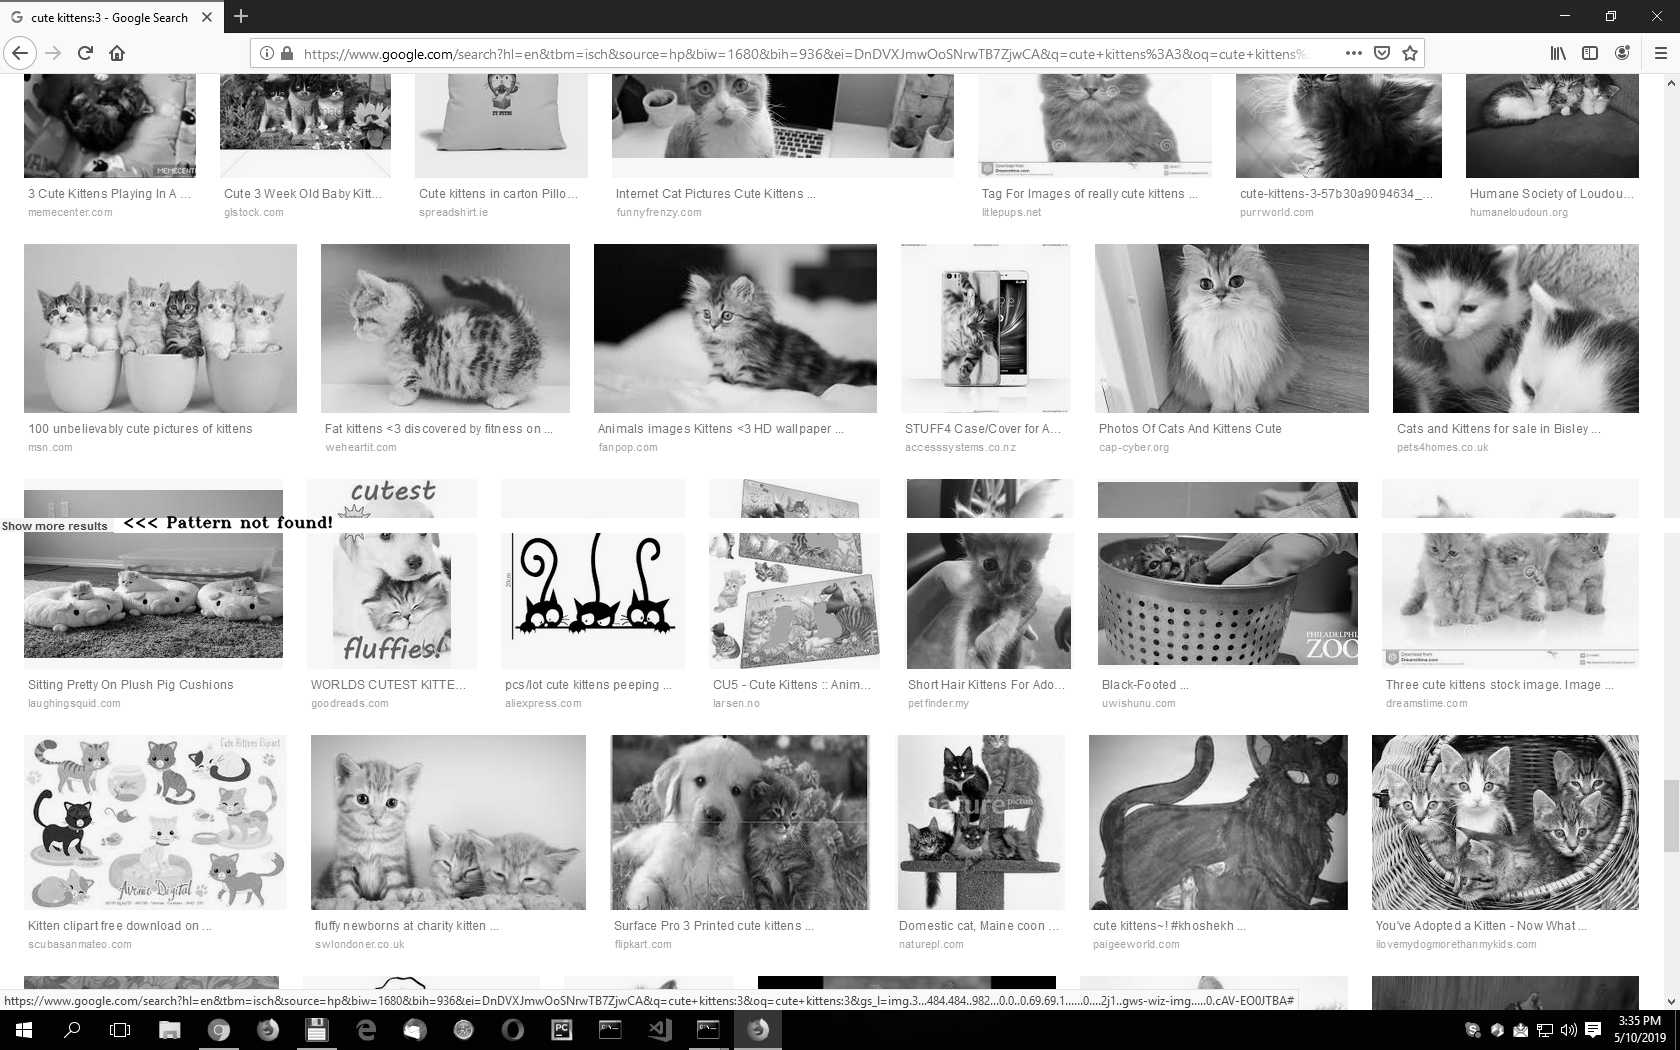 cute kittens:3 - Google Search
https://www.google.com/search?hl=en&tbm=isch&source=hp&biw=1680&bih=936&ei=DnDVXJmwOoSNrwTB7ZjwCA&q=cute+kittens%3A3&oq=cute+kittens%
3 Cute Kittens Playing In A ...
memecenter.com
Cute 3 Week Old Baby Kitt...
glstock.com
Cute kittens in carton Pillo...
spreadshirt.ie
Internet Cat Pictures Cute Kittens ...
funnyfrenzy.com
Tag For Images of really cute kittens ...
litlepups.net
cute-kittens-3-57b30a9094634_...
purrworld.com
Humane Society of Loudou...
humaneloudoun.org
100 unbelievably cute pictures of kittens
msn.com
Fat kittens <3 discovered by fitness on ...
weheartit.com
Animals images Kittens <3 HD wallpaper ...
fanpop.com
STUFF4 Case/Cover for A...
accesssystems.co.nz
Photos Of Cats And Kittens Cute
cap-cyber.org
Cats and Kittens for sale in Bisley ...
pets4homes.co.uk
cutest
Show more results <<< Pattern not found!
fluffies!
PHILADELPHI
ZOO
Sitting Pretty On Plush Pig Cushions
laughingsquid.com
WORLDS CUTEST KITTE...
goodreads.com
pcs/lot cute kittens peeping ...
aliexpress.com
CU5 - Cute Kittens :: Anim...
larsen.no
Short Hair Kittens For Ado...
petfinder.my
Black-Footed ...
uwishunu.com
Three cute kittens stock image. Image ...
dreamstime.com
Cute Kittens Clipart
Avenie Digital
nature picture
Kitten clipart free download on ...
scubasanmateo.com
fluffy newborns at charity kitten ...
swlondoner.co.uk
Surface Pro 3 Printed cute kittens ...
flipkart.com
Domestic cat, Maine coon ...
naturepl.com
cute kittens~! #khoshekh ...
paigeeworld.com
You've Adopted a Kitten - Now What ...
ilovemydogmorethanmykids.com
https://www.google.com/search?hl=en&tbm=isch&source=hp&biw=1680&bih=936&ei=DnDVXJmwOoSNrwTB7ZjwCA&q=cute+kittens:3&oq=cute+kittens:3&gs_l=img.3...484.484..982...0.0..0.69.69.1......0....2j1..gws-wiz-img.....0.cAV-EO0JTBA#
3:35 PM
5/10/2019